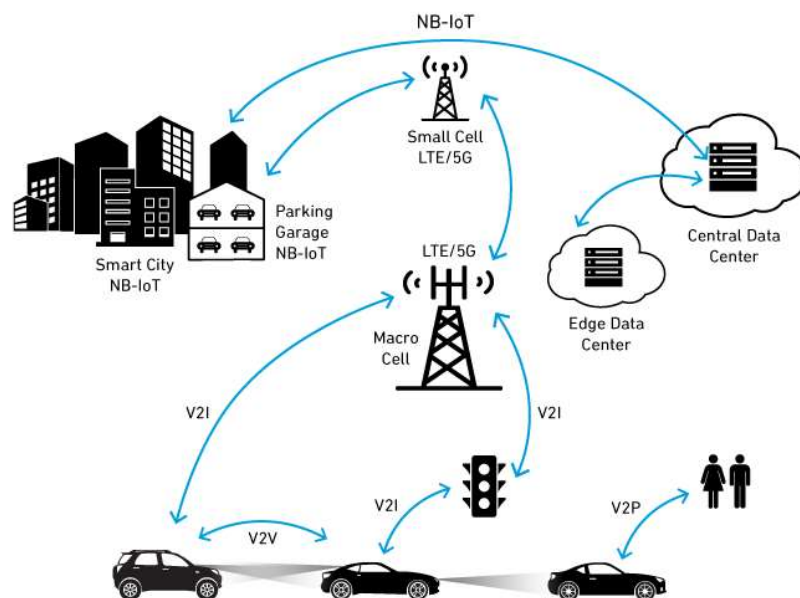 NB-IoT
Small Cell
LTE/5G
Parking
Garage
NB-IoT
Smart City
NB-IoT
Central Data
Center
LTE/5G
Macro
Cell
Edge Data
Center
V2I
V2I
V2I
V2V
V2P